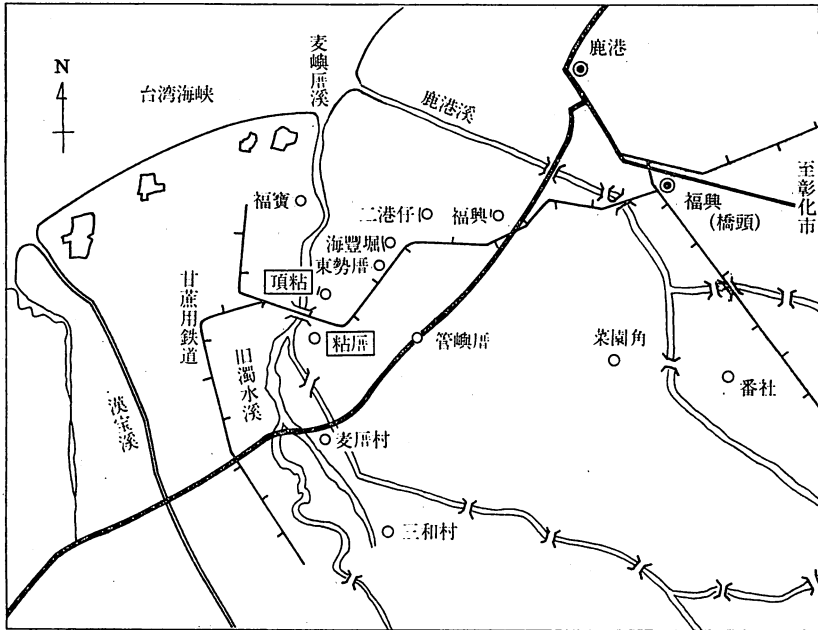 N
台湾海峡
麦嶼厝溪
鹿港溪
鹿港
至彰化市
福興
(橋頭)
福寶
二港仔
福興
海豐堀
東勢厝
頂粘
甘蔗用鉄道
粘厝
管嶼厝
旧濁水溪
菜園角
番社
漢宝溪
麦厝村
三和村